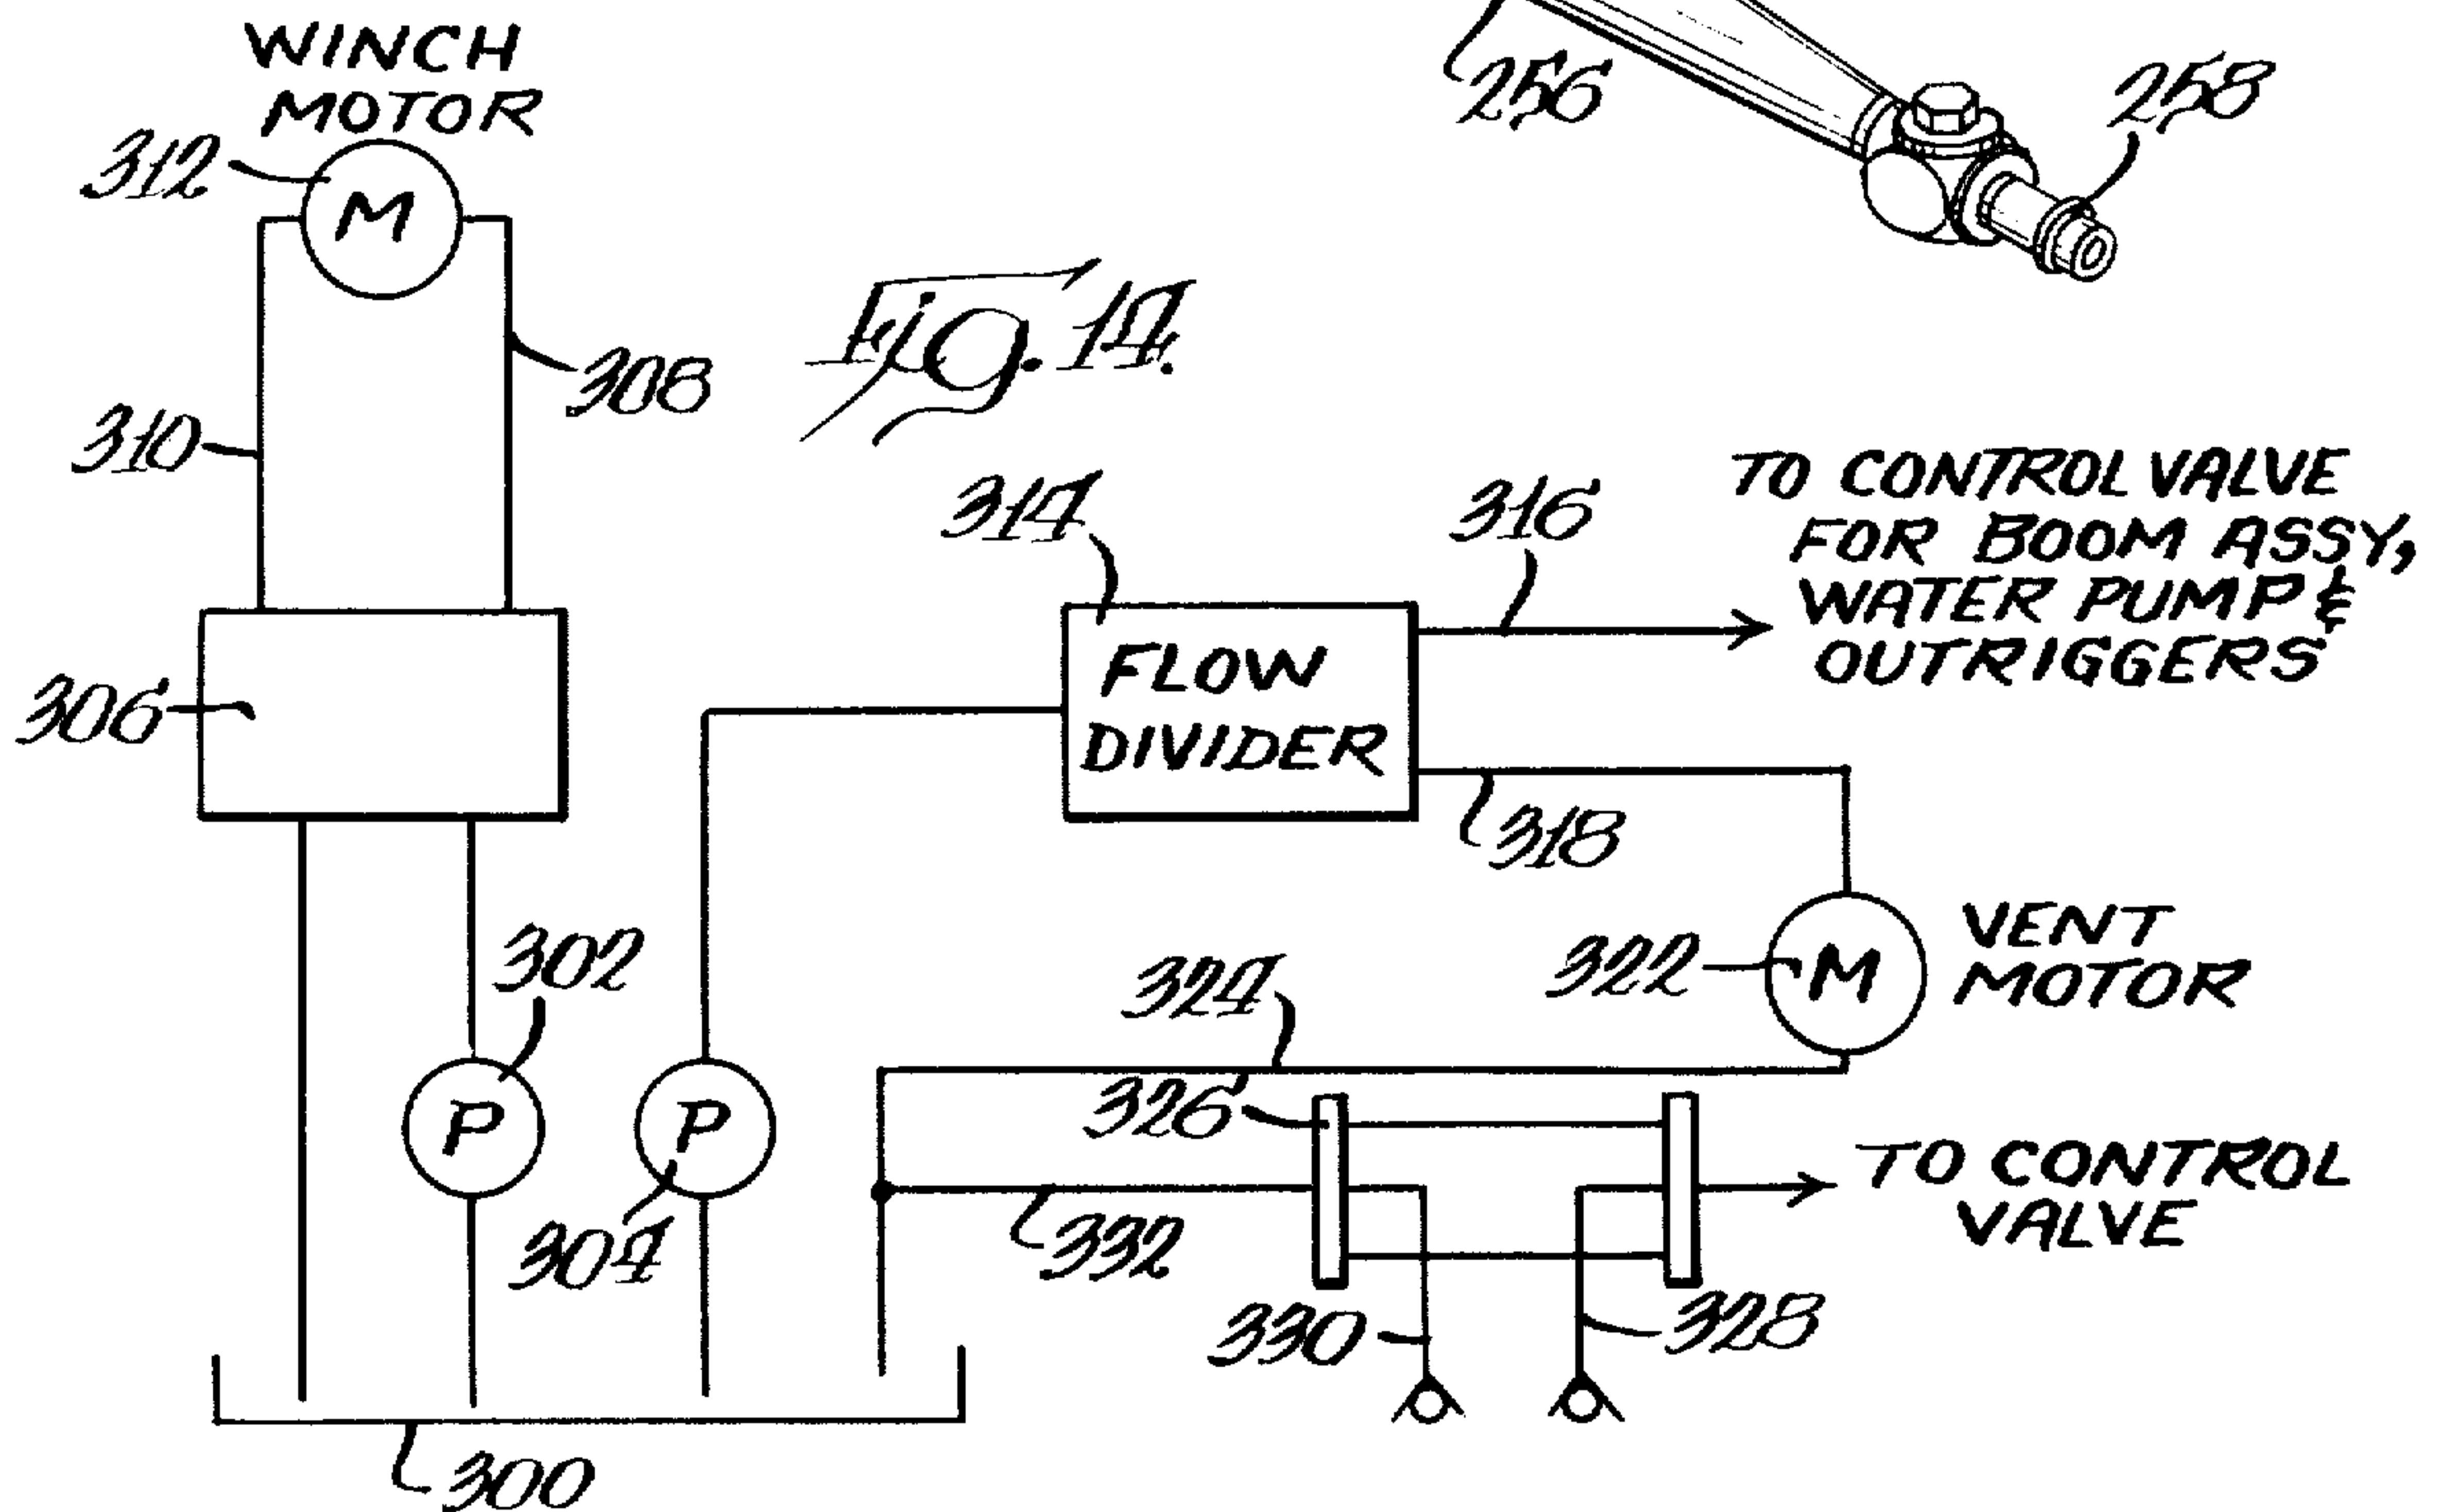 WINCH
MOTOR
312
M
256
258
Fig. 14.
310
308
314
316
TO CONTROL VALVE
FOR BOOM ASSY,
WATER PUMP &
OUTRIGGERS
306
FLOW
DIVIDER
318
302
322
M
VENT
MOTOR
324
326
P
P
304
332
TO CONTROL
VALVE
330
328
300